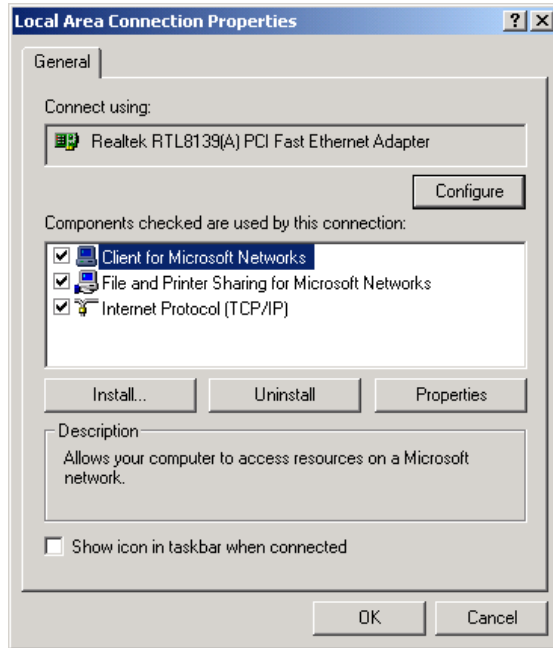 Local Area Connection Properties
General
Connect using:
Realtek RTL8139(A) PCI Fast Ethernet Adapter
Configure
Components checked are used by this connection:
Client for Microsoft Networks
File and Printer Sharing for Microsoft Networks
Internet Protocol (TCP/IP)
Install... Uninstall Properties
Description
Allows your computer to access resources on a Microsoft
network.
Show icon in taskbar when connected
OK Cancel